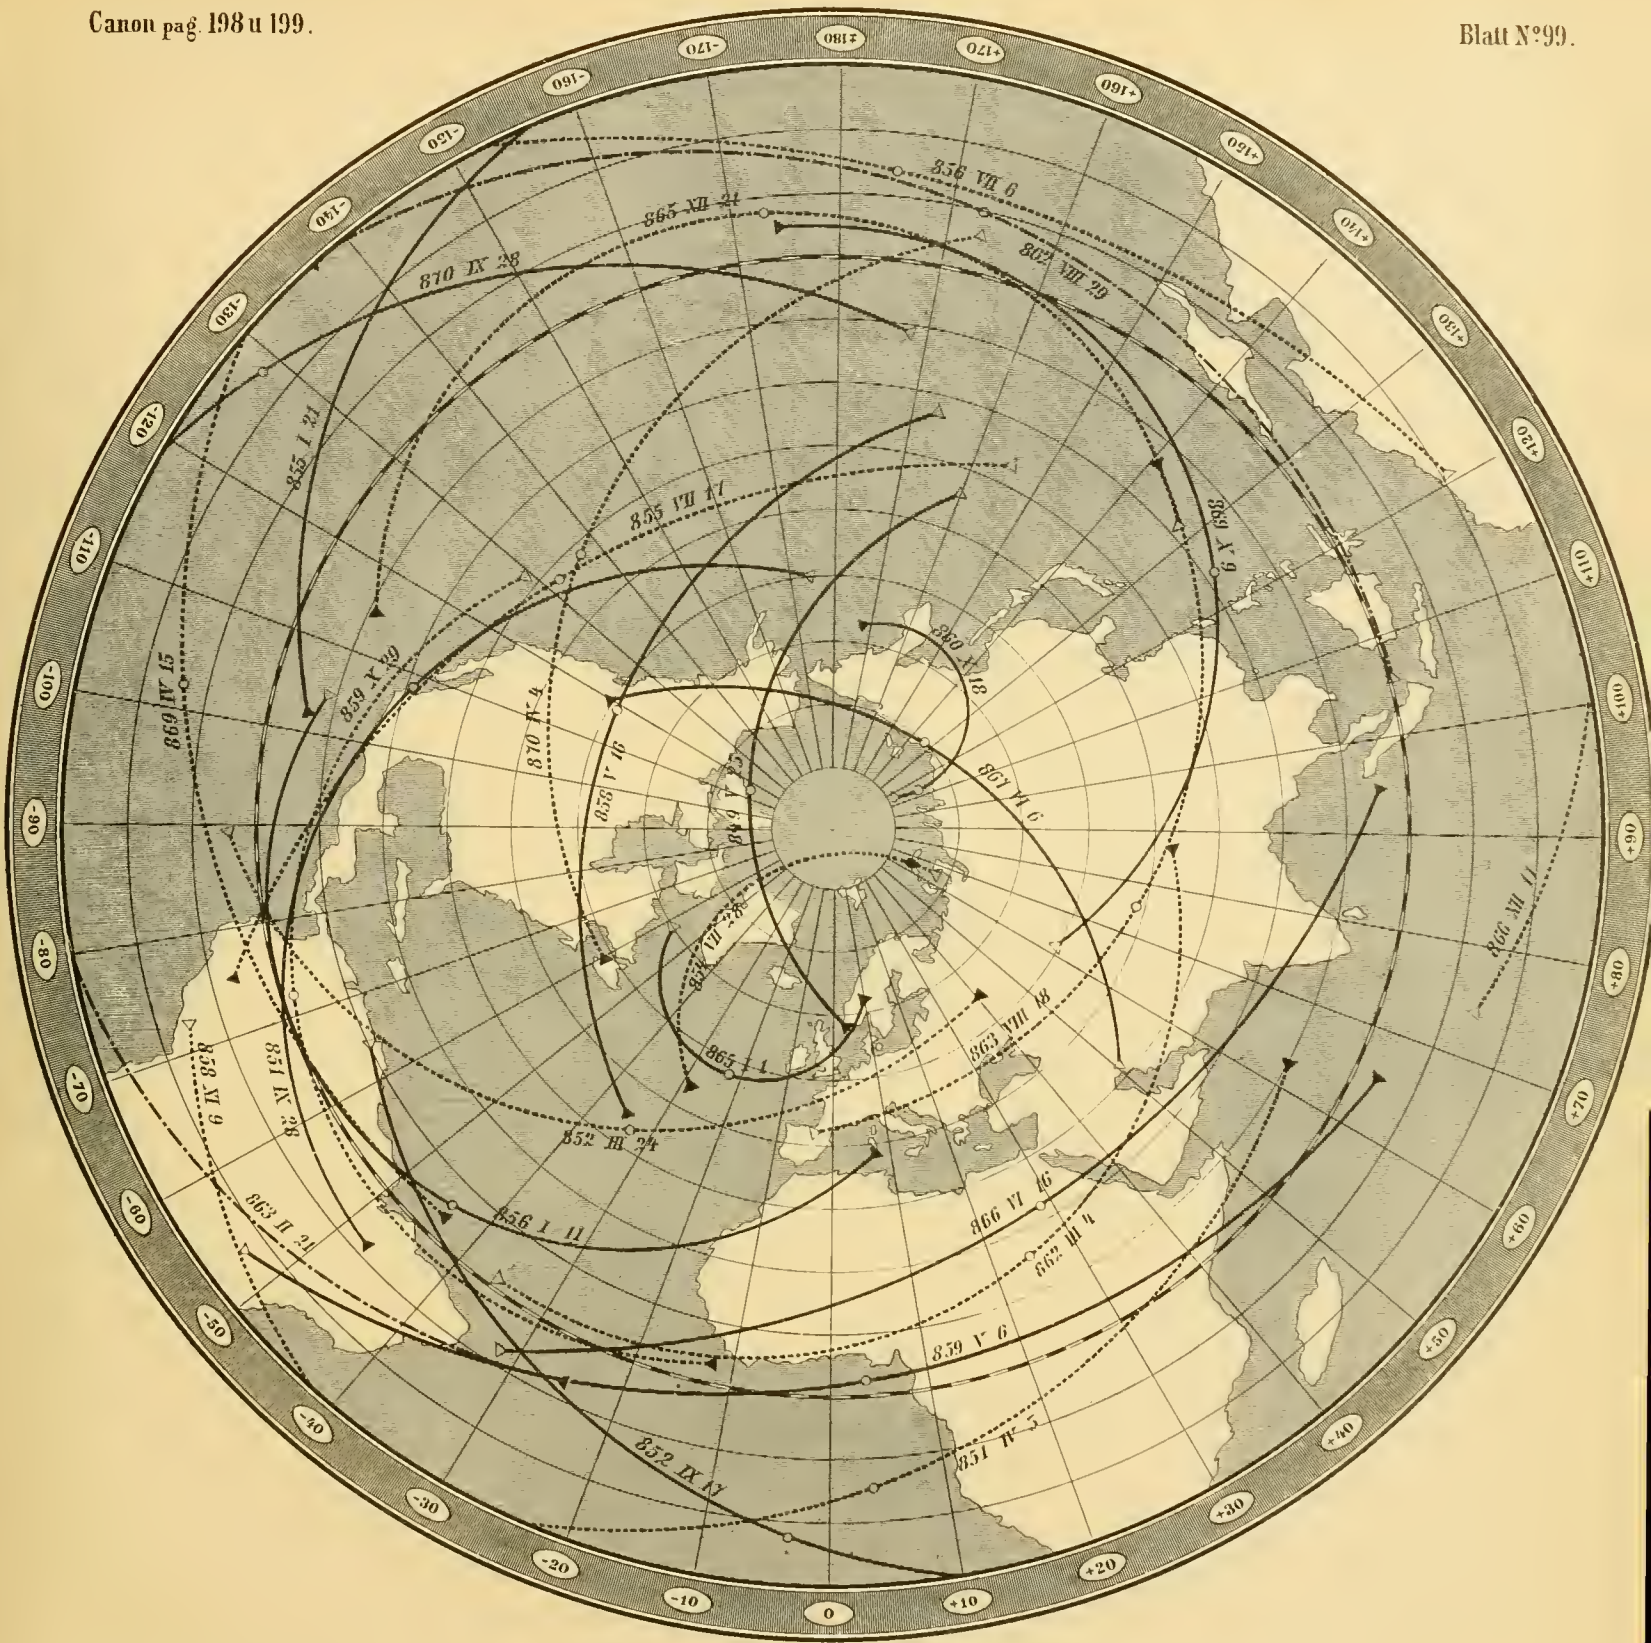 Canon pag. 198 u 199.
Blatt Nº 99.
±180
+170
+160
+150
+140
+130
+120
+110
+100
+90
+80
+70
+60
+50
+40
+30
+20
+10
0
-10
-20
-30
-40
-50
-60
-70
-80
-90
-100
-110
-120
-130
-140
-150
-160
-170
856 VII 6
865 XII 21
862 VIII 29
870 IX 28
855 I 21
855 VII 17
869 X 9
860 X 18
859 X 29
869 IV 15
870 IV 4
858 V 16
861 VI 6
866 XII 11
865 I 1
863 VIII 18
852 III 24
858 XI 9
851 IX 28
856 I 11
866 VI 16
862 III 4
863 II 21
859 V 6
851 IV 5
852 IX 17